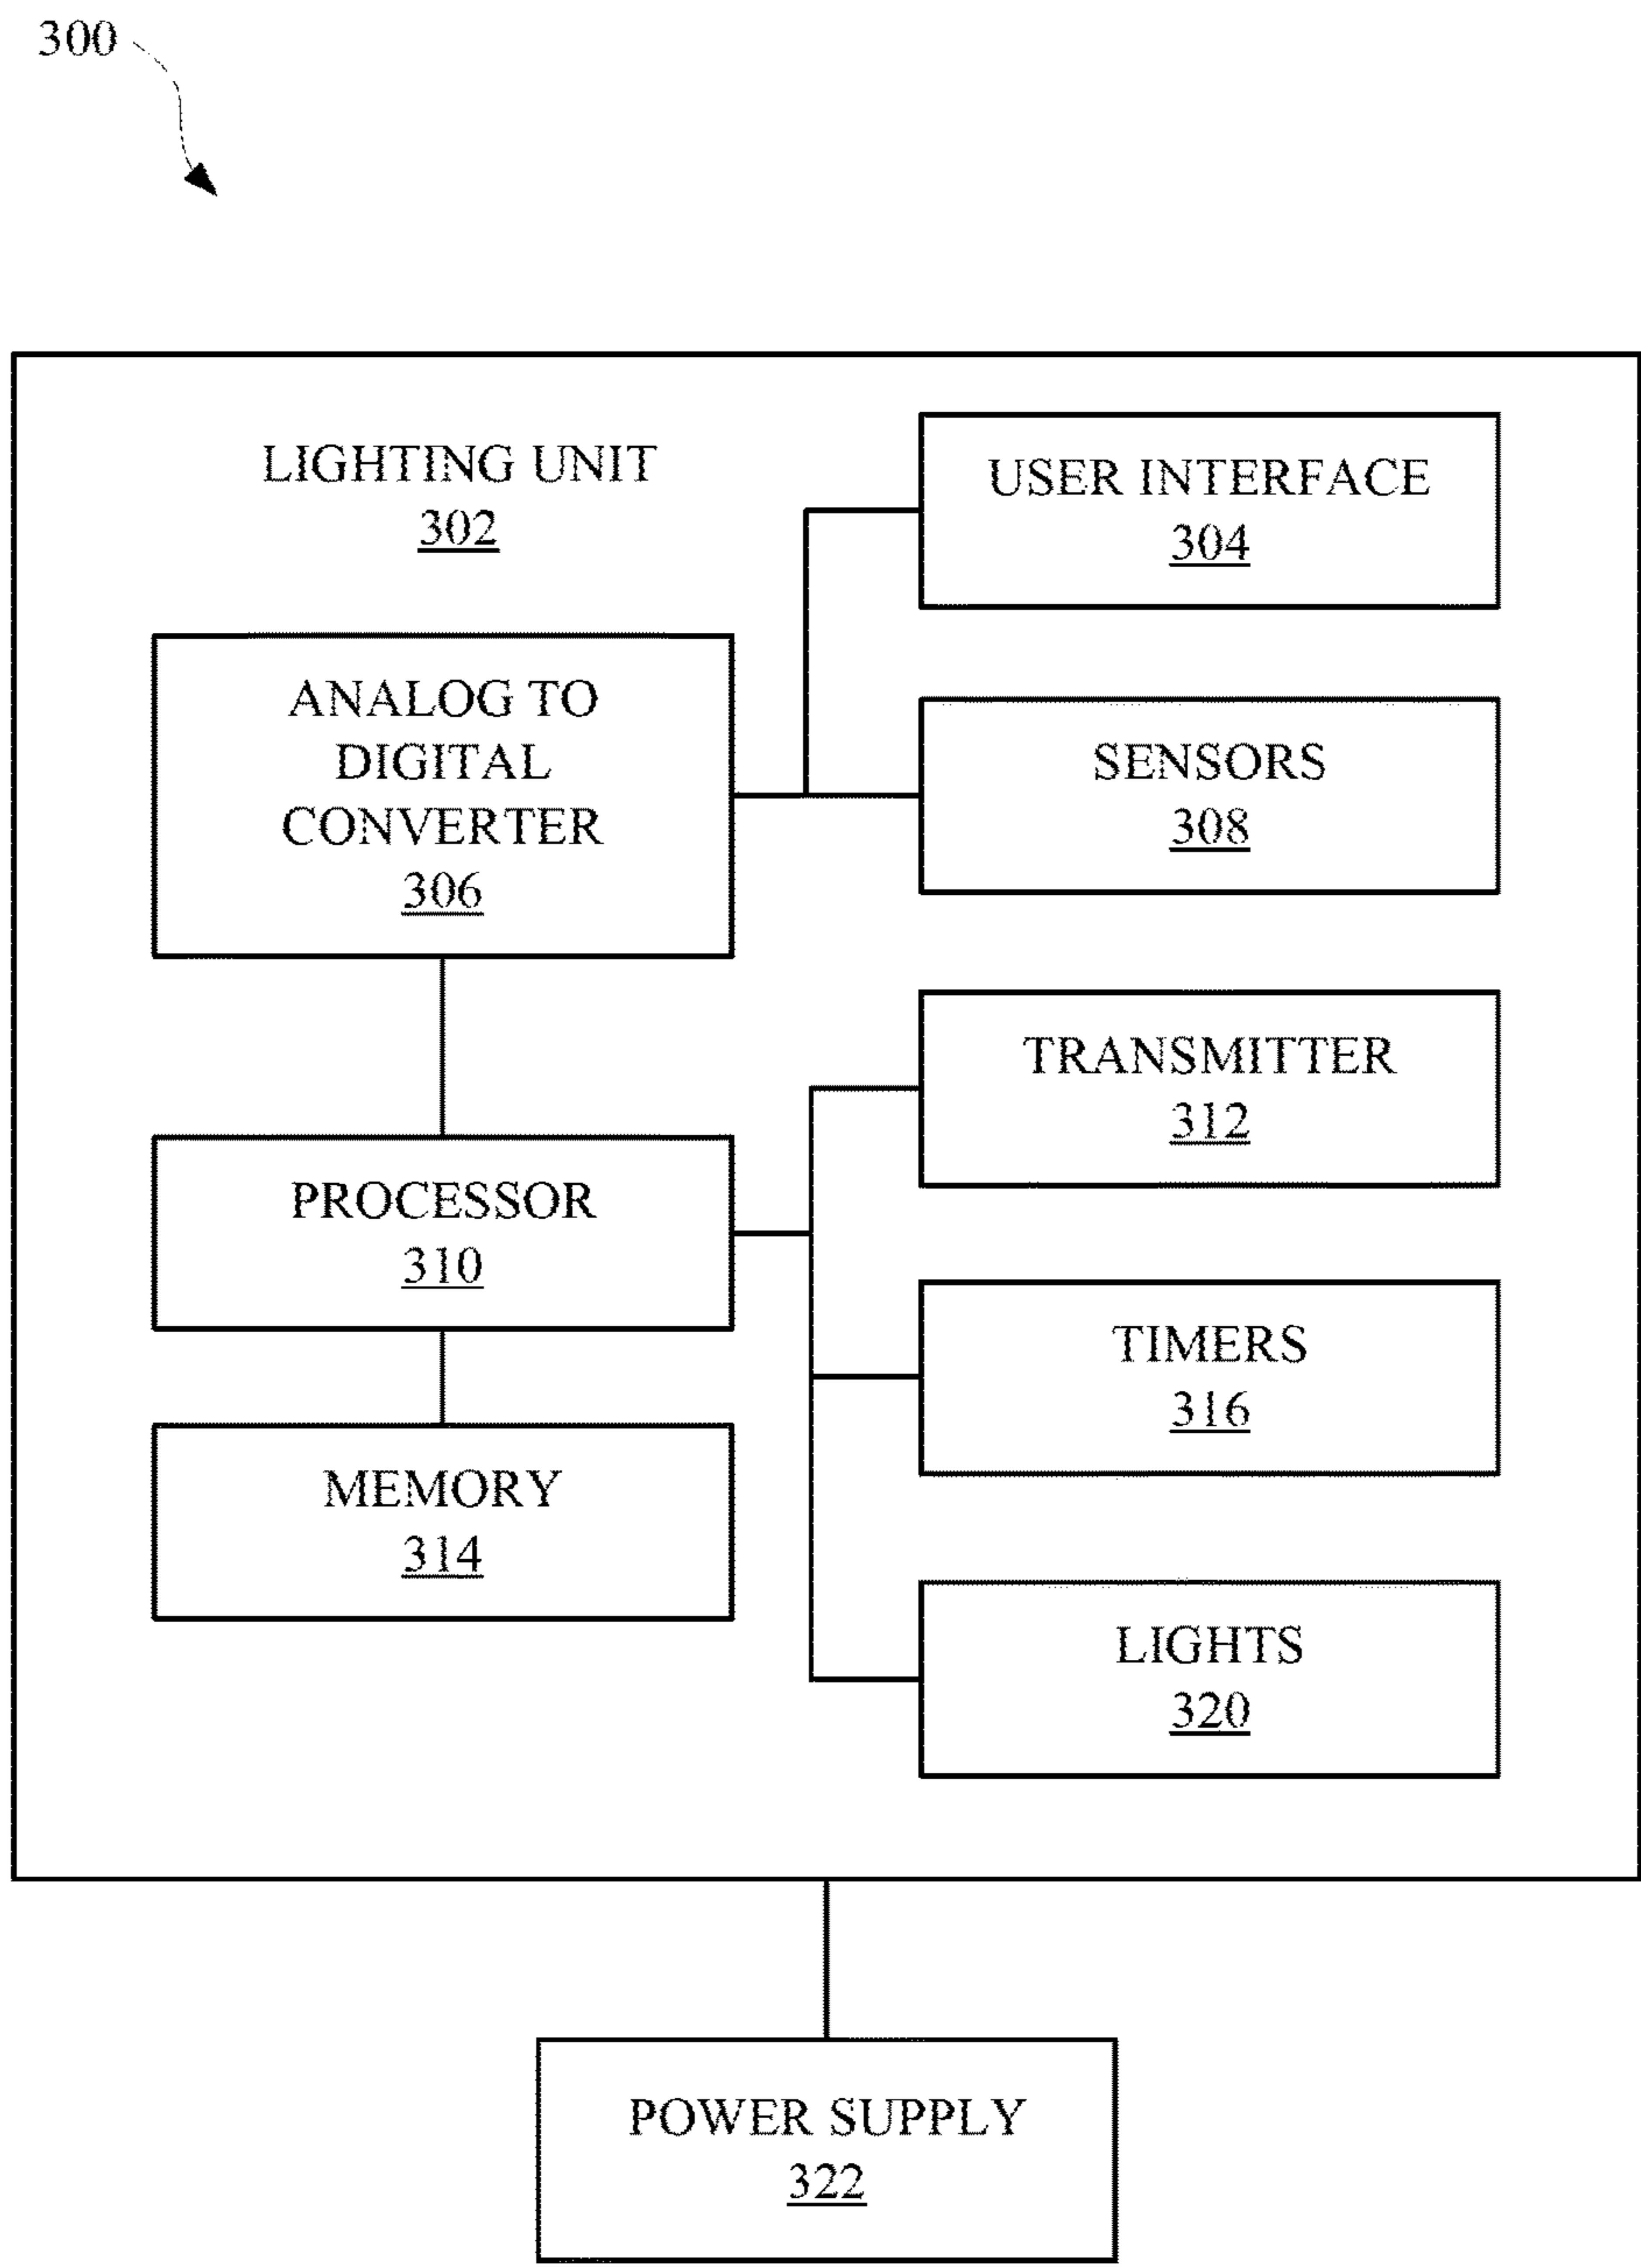 300
LIGHTING UNIT
302
USER INTERFACE
304
ANALOG TO
DIGITAL
CONVERTER
306
SENSORS
308
TRANSMITTER
312
PROCESSOR
310
TIMERS
316
MEMORY
314
LIGHTS
320
POWER SUPPLY
322